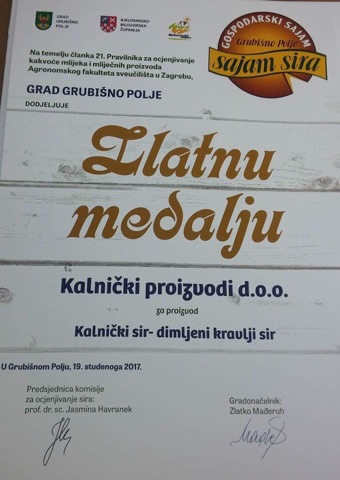 GRAD
GRUBIŠNO
POLJE
BJELOVARSKO-
BILOGORSKA
ŽUPANIJA
GOSPODARSKI SAJAM
Grubišno Polje
sajam sira
Na temelju članka 21. Pravilnika za ocjenjivanje
kakvoće mlijeka i mliječnih proizvoda
Agronomskog fakulteta sveučilišta u Zagrebu,
GRAD GRUBIŠNO POLJE
DODJELJUJE
Zlatnu
medalju
Kalnički proizvodi d.o.o.
za proizvod
Kalnički sir- dimljeni kravlji sir
U Grubišnom Polju, 19. studenoga 2017.
Predsjednica komisije
za ocjenjivanje sira:
prof. dr. sc. Jasmina Havranek
Gradonačelnik:
Zlatko Mađeruh